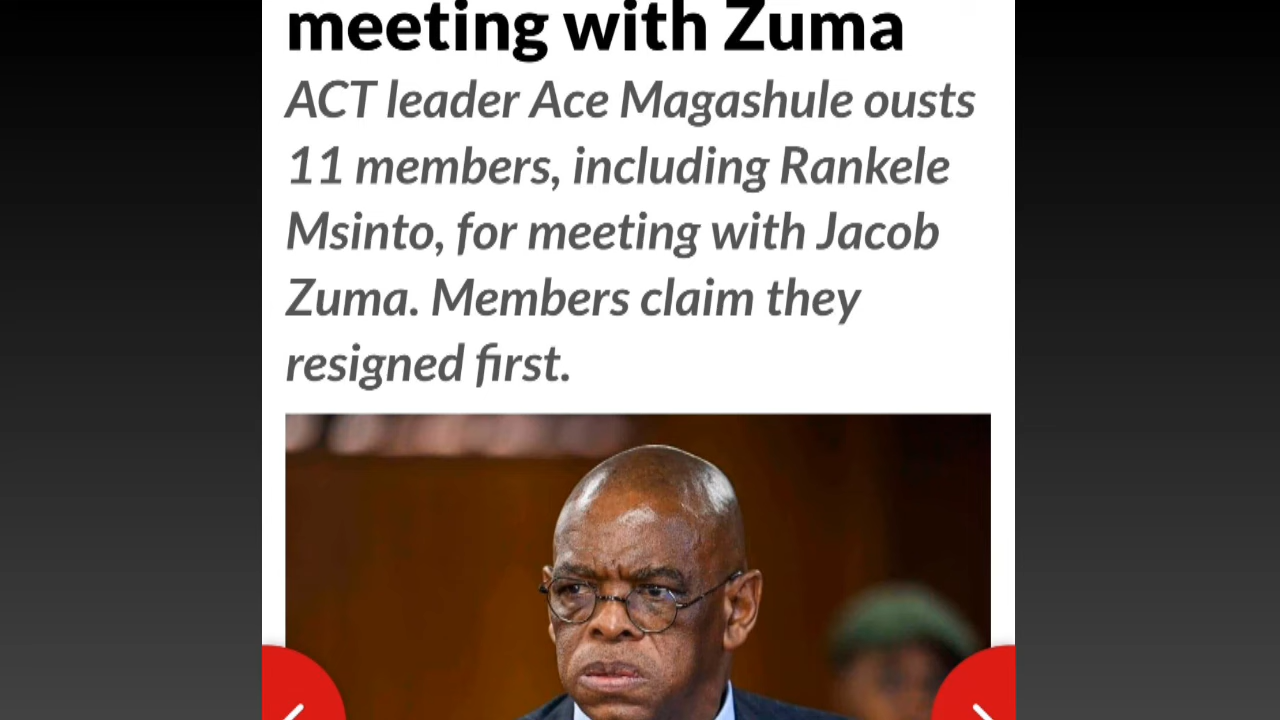 meeting with Zuma
ACT leader Ace Magashule ousts
11 members, including Rankele
Msinto, for meeting with Jacob
Zuma. Members claim they
resigned first.